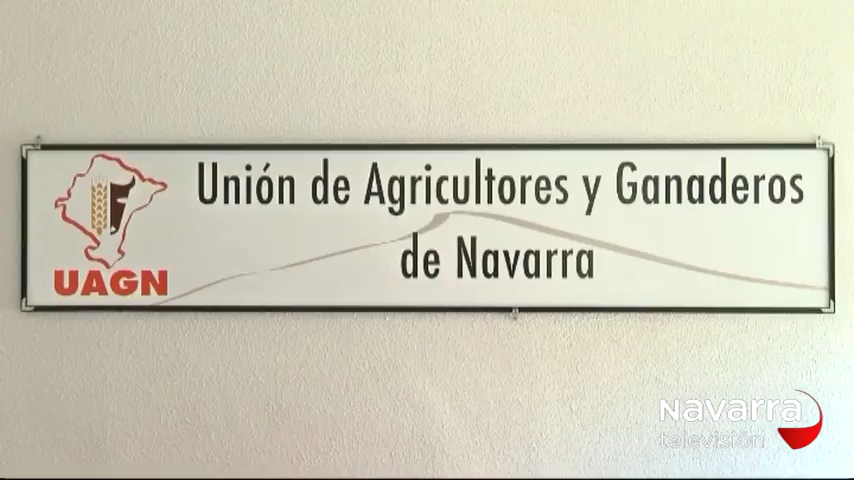 Unión de Agricultores y Ganaderos
de Navarra
UAGN
Navarra
televisión